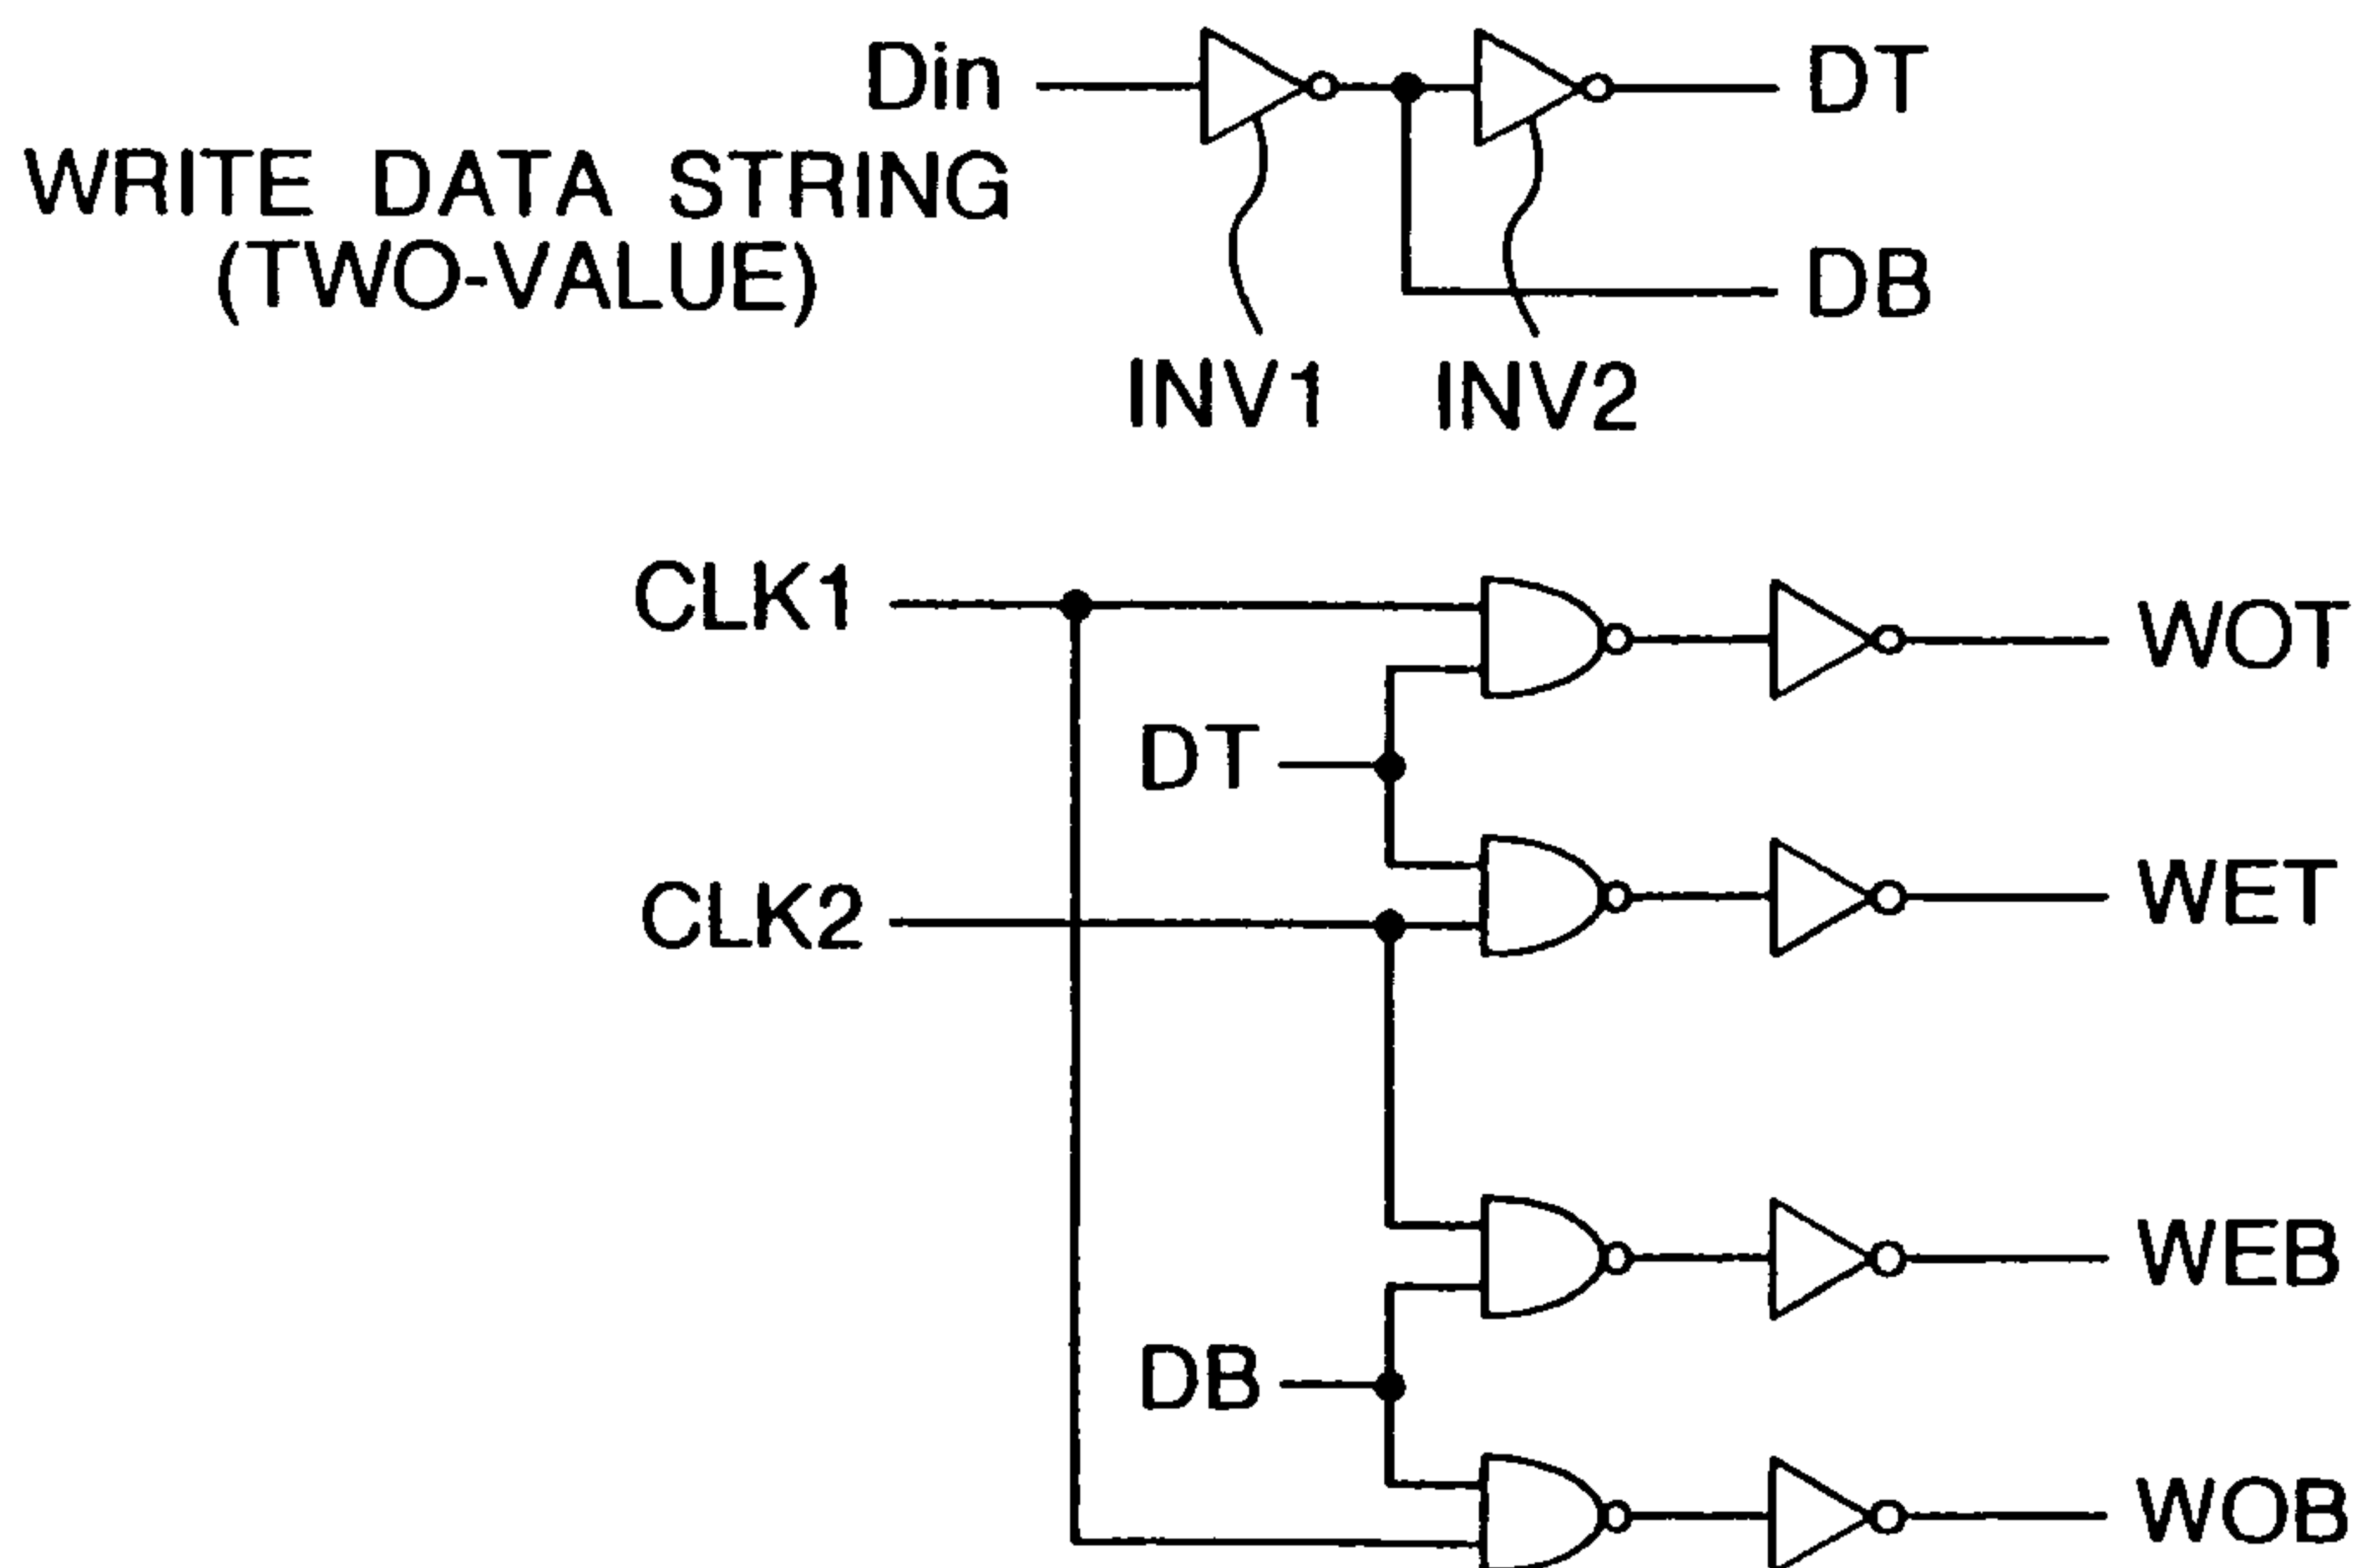 Din
DT
WRITE DATA STRING
(TWO-VALUE)
DB
INV1
INV2
CLK1
WOT
DT
CLK2
WET
WEB
DB
WOB